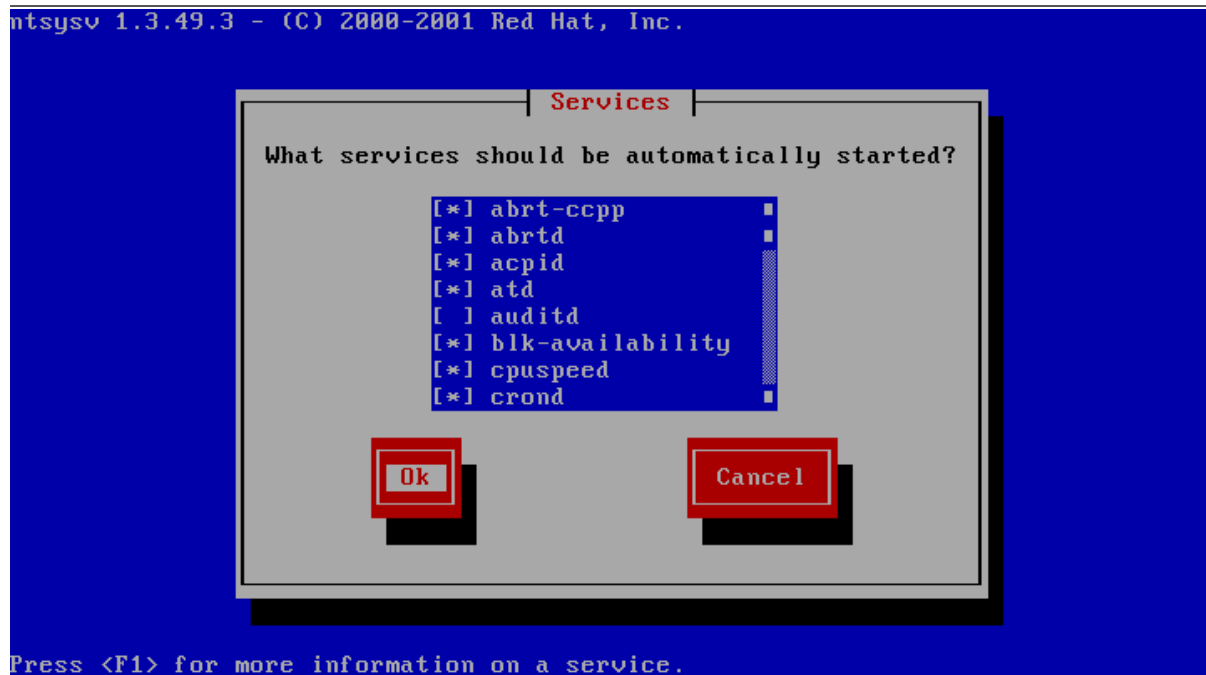 ntsysv 1.3.49.3 - (C) 2000-2001 Red Hat, Inc.
Services
What services should be automatically started?
[*] abrt-ccpp
[*] abrtd
[*] acpid
[*] atd
[ ] auditd
[*] blk-availability
[*] cpuspeed
[*] crond
Ok Cancel
Press <F1> for more information on a service.